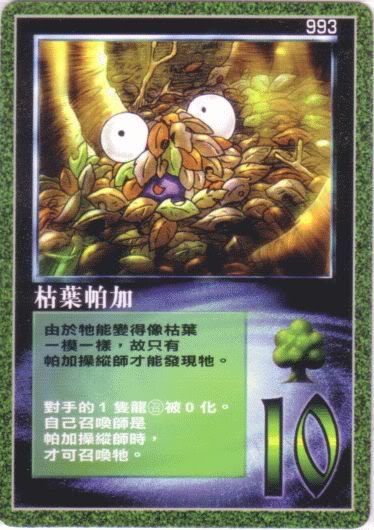 993
枯葉帕加
由於牠能變得像枯葉
一模一樣，故只有
帕加操縱師才能發現牠。
對手的1隻龍㊕被0化。
自己召喚師是
帕加操縱師時，
才可召喚牠。
10